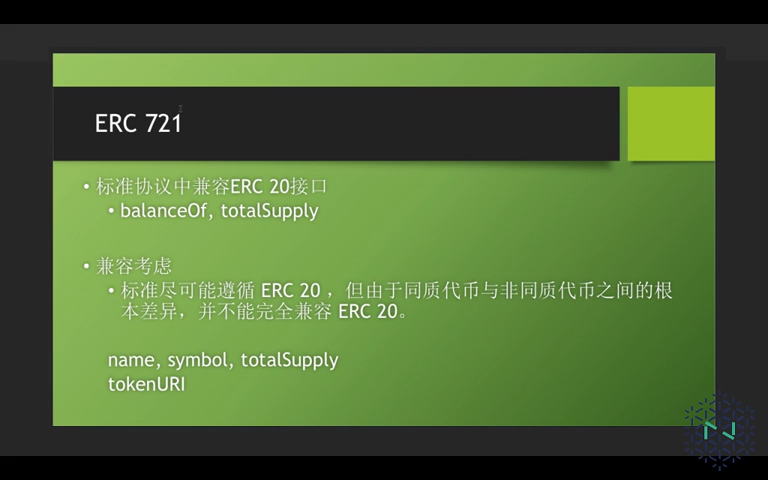 ERC 721
• 标准协议中兼容ERC 20接口
• balanceOf, totalSupply
• 兼容考虑
• 标准尽可能遵循 ERC 20 ，但由于同质代币与非同质代币之间的根
本差异，并不能完全兼容 ERC 20。
name, symbol, totalSupply
tokenURI